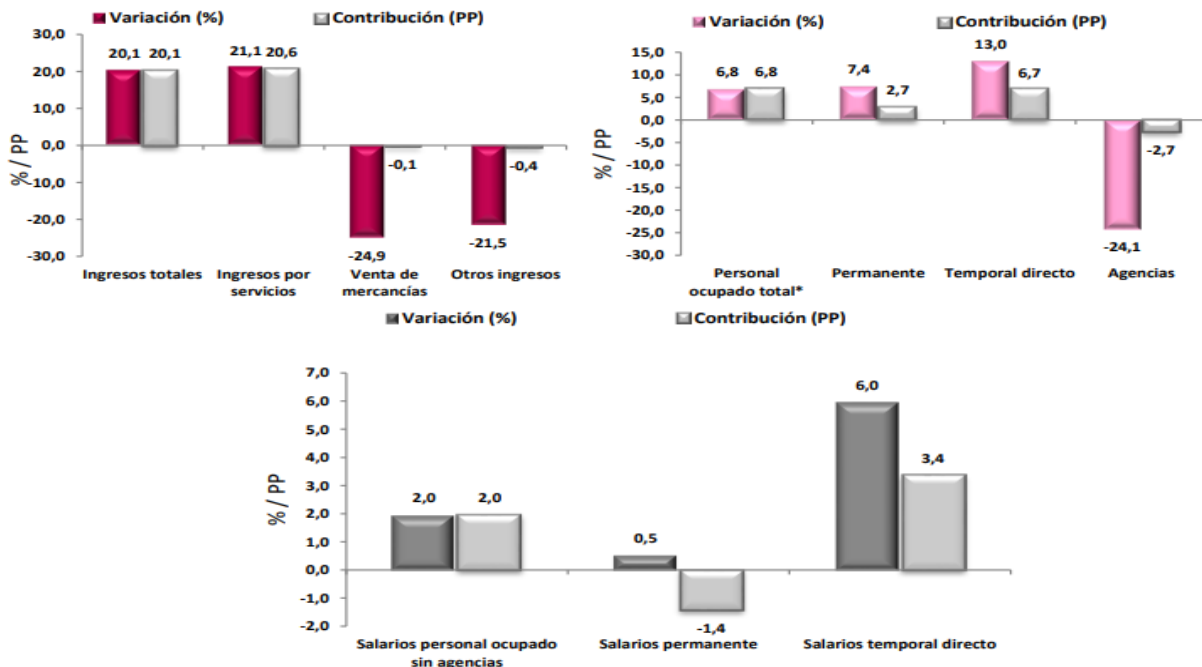 Variación (%) Contribución (PP)
30,0
20,0
10,0
0,0
-10,0
-20,0
-30,0
% / PP
20,1 20,1
21,1 20,6
-24,9
-0,1
-21,5
-0,4
Ingresos totales
Ingresos por
servicios
Venta de
mercancías
Otros ingresos
Variación (%) Contribución (PP)
15,0
10,0
5,0
0,0
-5,0
-10,0
-15,0
-20,0
-25,0
-30,0
% / PP
6,8 6,8
7,4
2,7
13,0
6,7
-24,1
-2,7
Personal
ocupado total*
Permanente
Temporal directo
Agencias
Variación (%) Contribución (PP)
7,0
6,0
5,0
4,0
3,0
2,0
1,0
0,0
-1,0
-2,0
% / PP
2,0 2,0
0,5
-1,4
6,0
3,4
Salarios personal ocupado
sin agencias
Salarios permanente
Salarios temporal directo